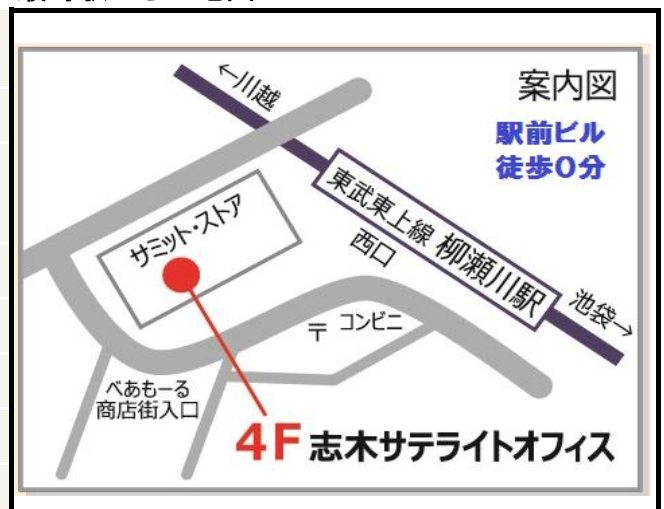 案内図
駅前ビル
徒歩0分
←川越
東武東上線 柳瀬川駅
西口
池袋→
サミット・ストア
〒 コンビニ
べあもーる
商店街入口
4F 志木サテライトオフィス